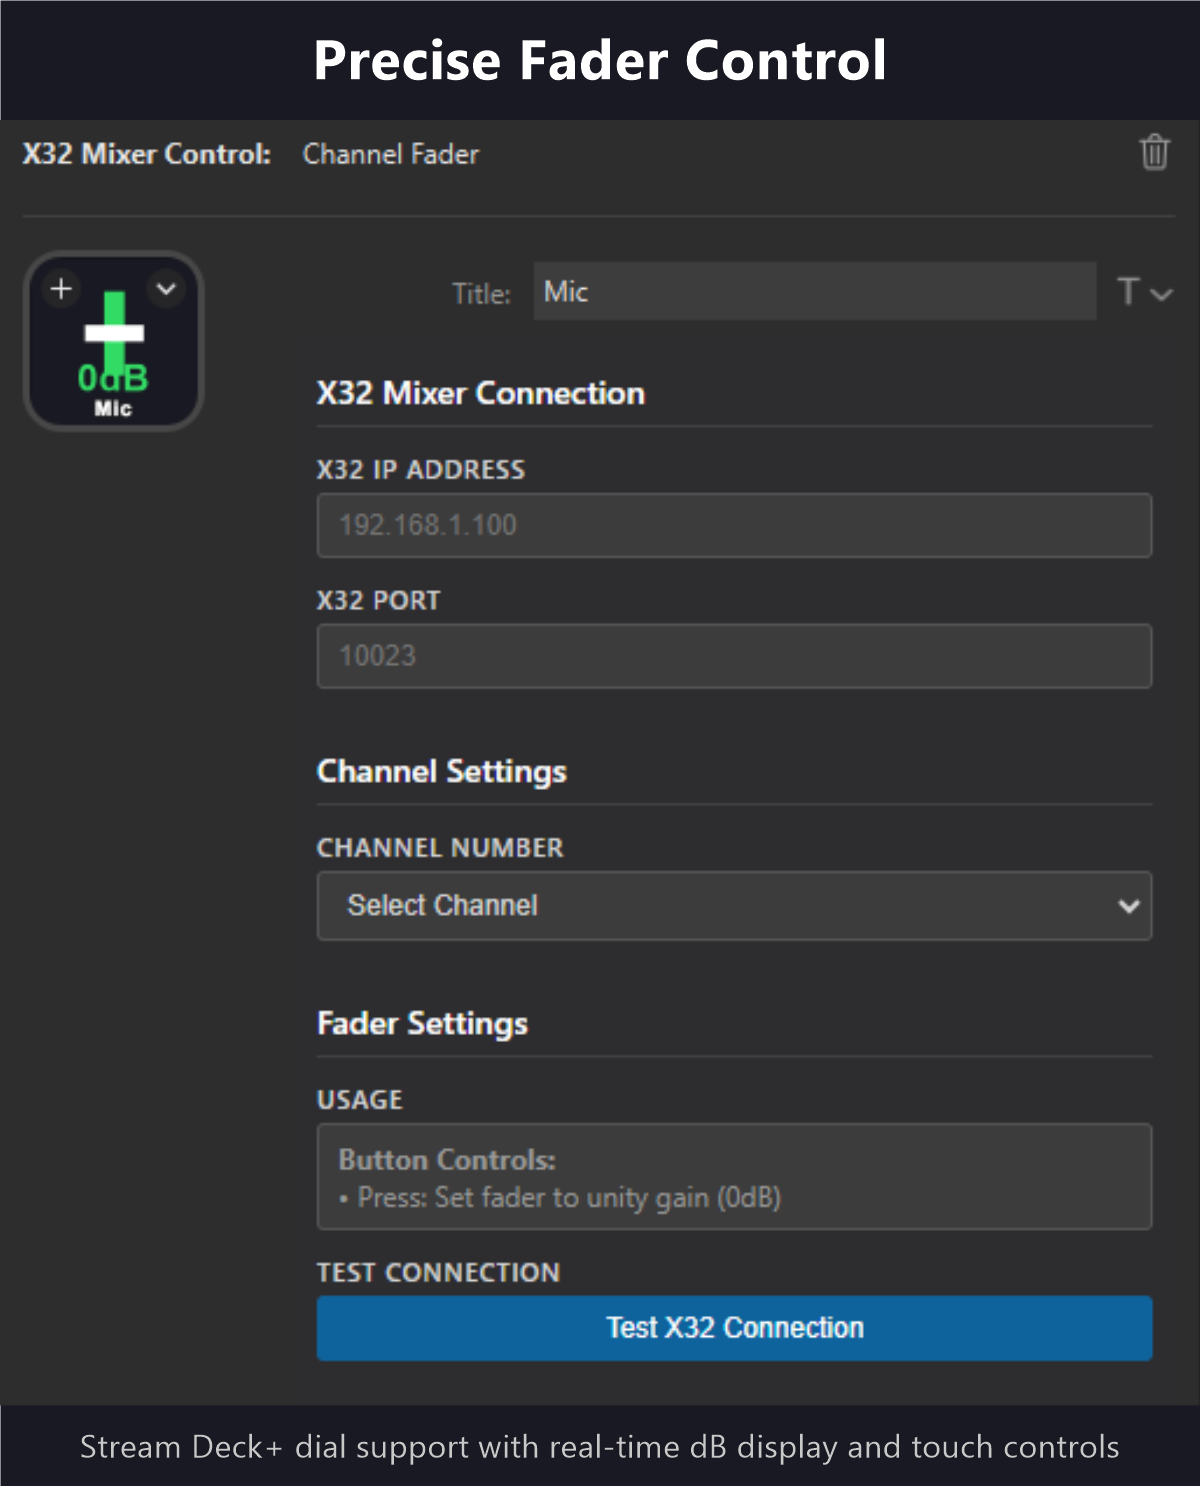 Precise Fader Control
X32 Mixer Control: Channel Fader
0dB
Mic
Title: Mic
T
X32 Mixer Connection
X32 IP ADDRESS
192.168.1.100
X32 PORT
10023
Channel Settings
CHANNEL NUMBER
Select Channel
Fader Settings
USAGE
Button Controls:
• Press: Set fader to unity gain (0dB)
TEST CONNECTION
Test X32 Connection
Stream Deck+ dial support with real-time dB display and touch controls